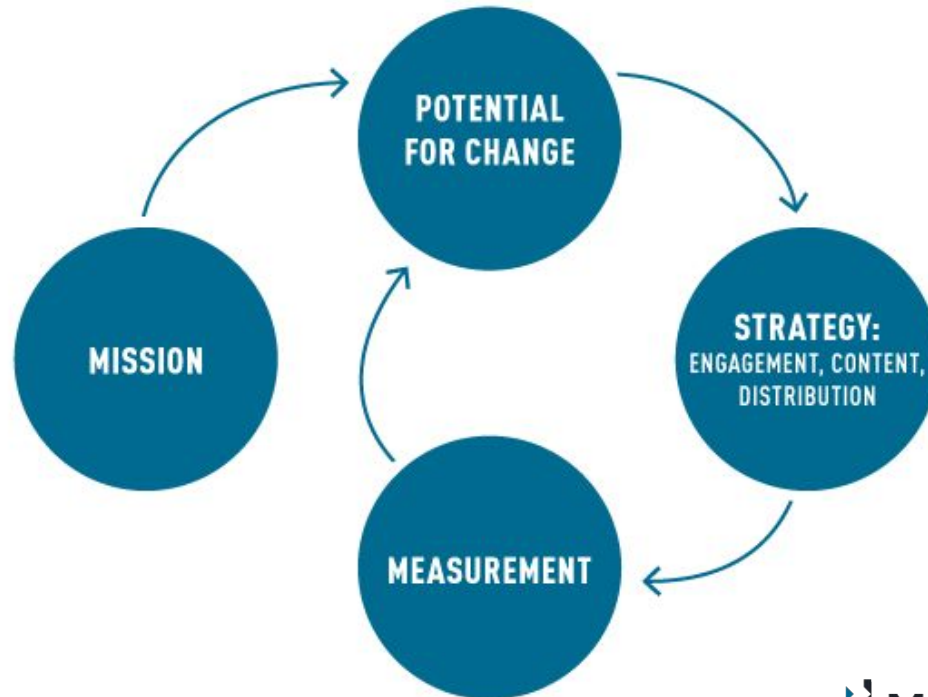 POTENTIAL
FOR CHANGE
MISSION
STRATEGY:
ENGAGEMENT, CONTENT,
DISTRIBUTION
MEASUREMENT